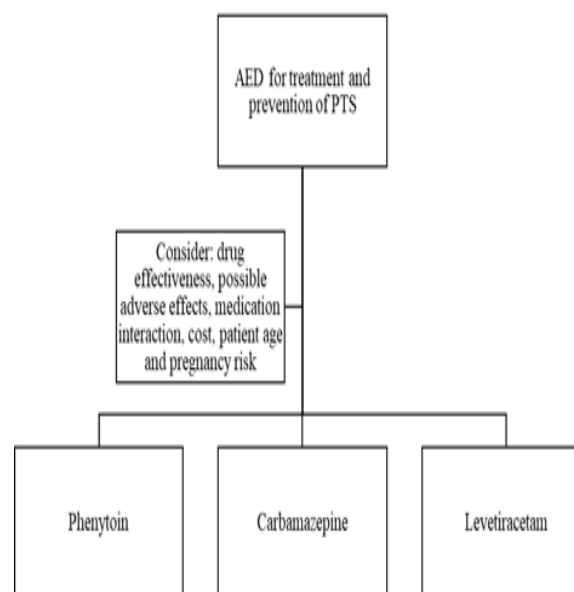 AED for treatment and
prevention of PTS
Consider: drug
effectiveness, possible
adverse effects, medication
interaction, cost, patient age
and pregnancy risk
Phenytoin
Carbamazepine
Levetiracetam